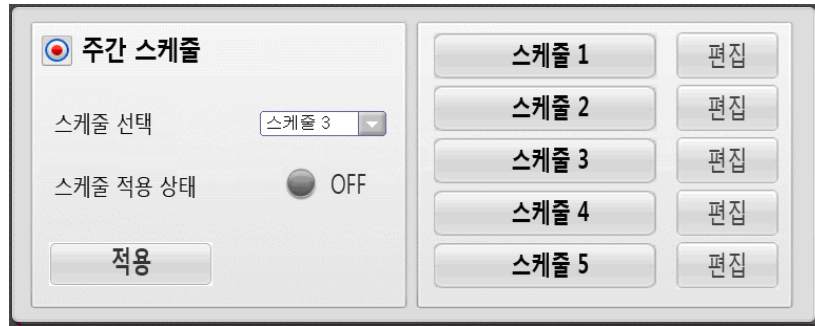 주간 스케줄
스케줄 선택 스케줄 3
스케줄 적용 상태 OFF
적용
스케줄 1 편집
스케줄 2 편집
스케줄 3 편집
스케줄 4 편집
스케줄 5 편집